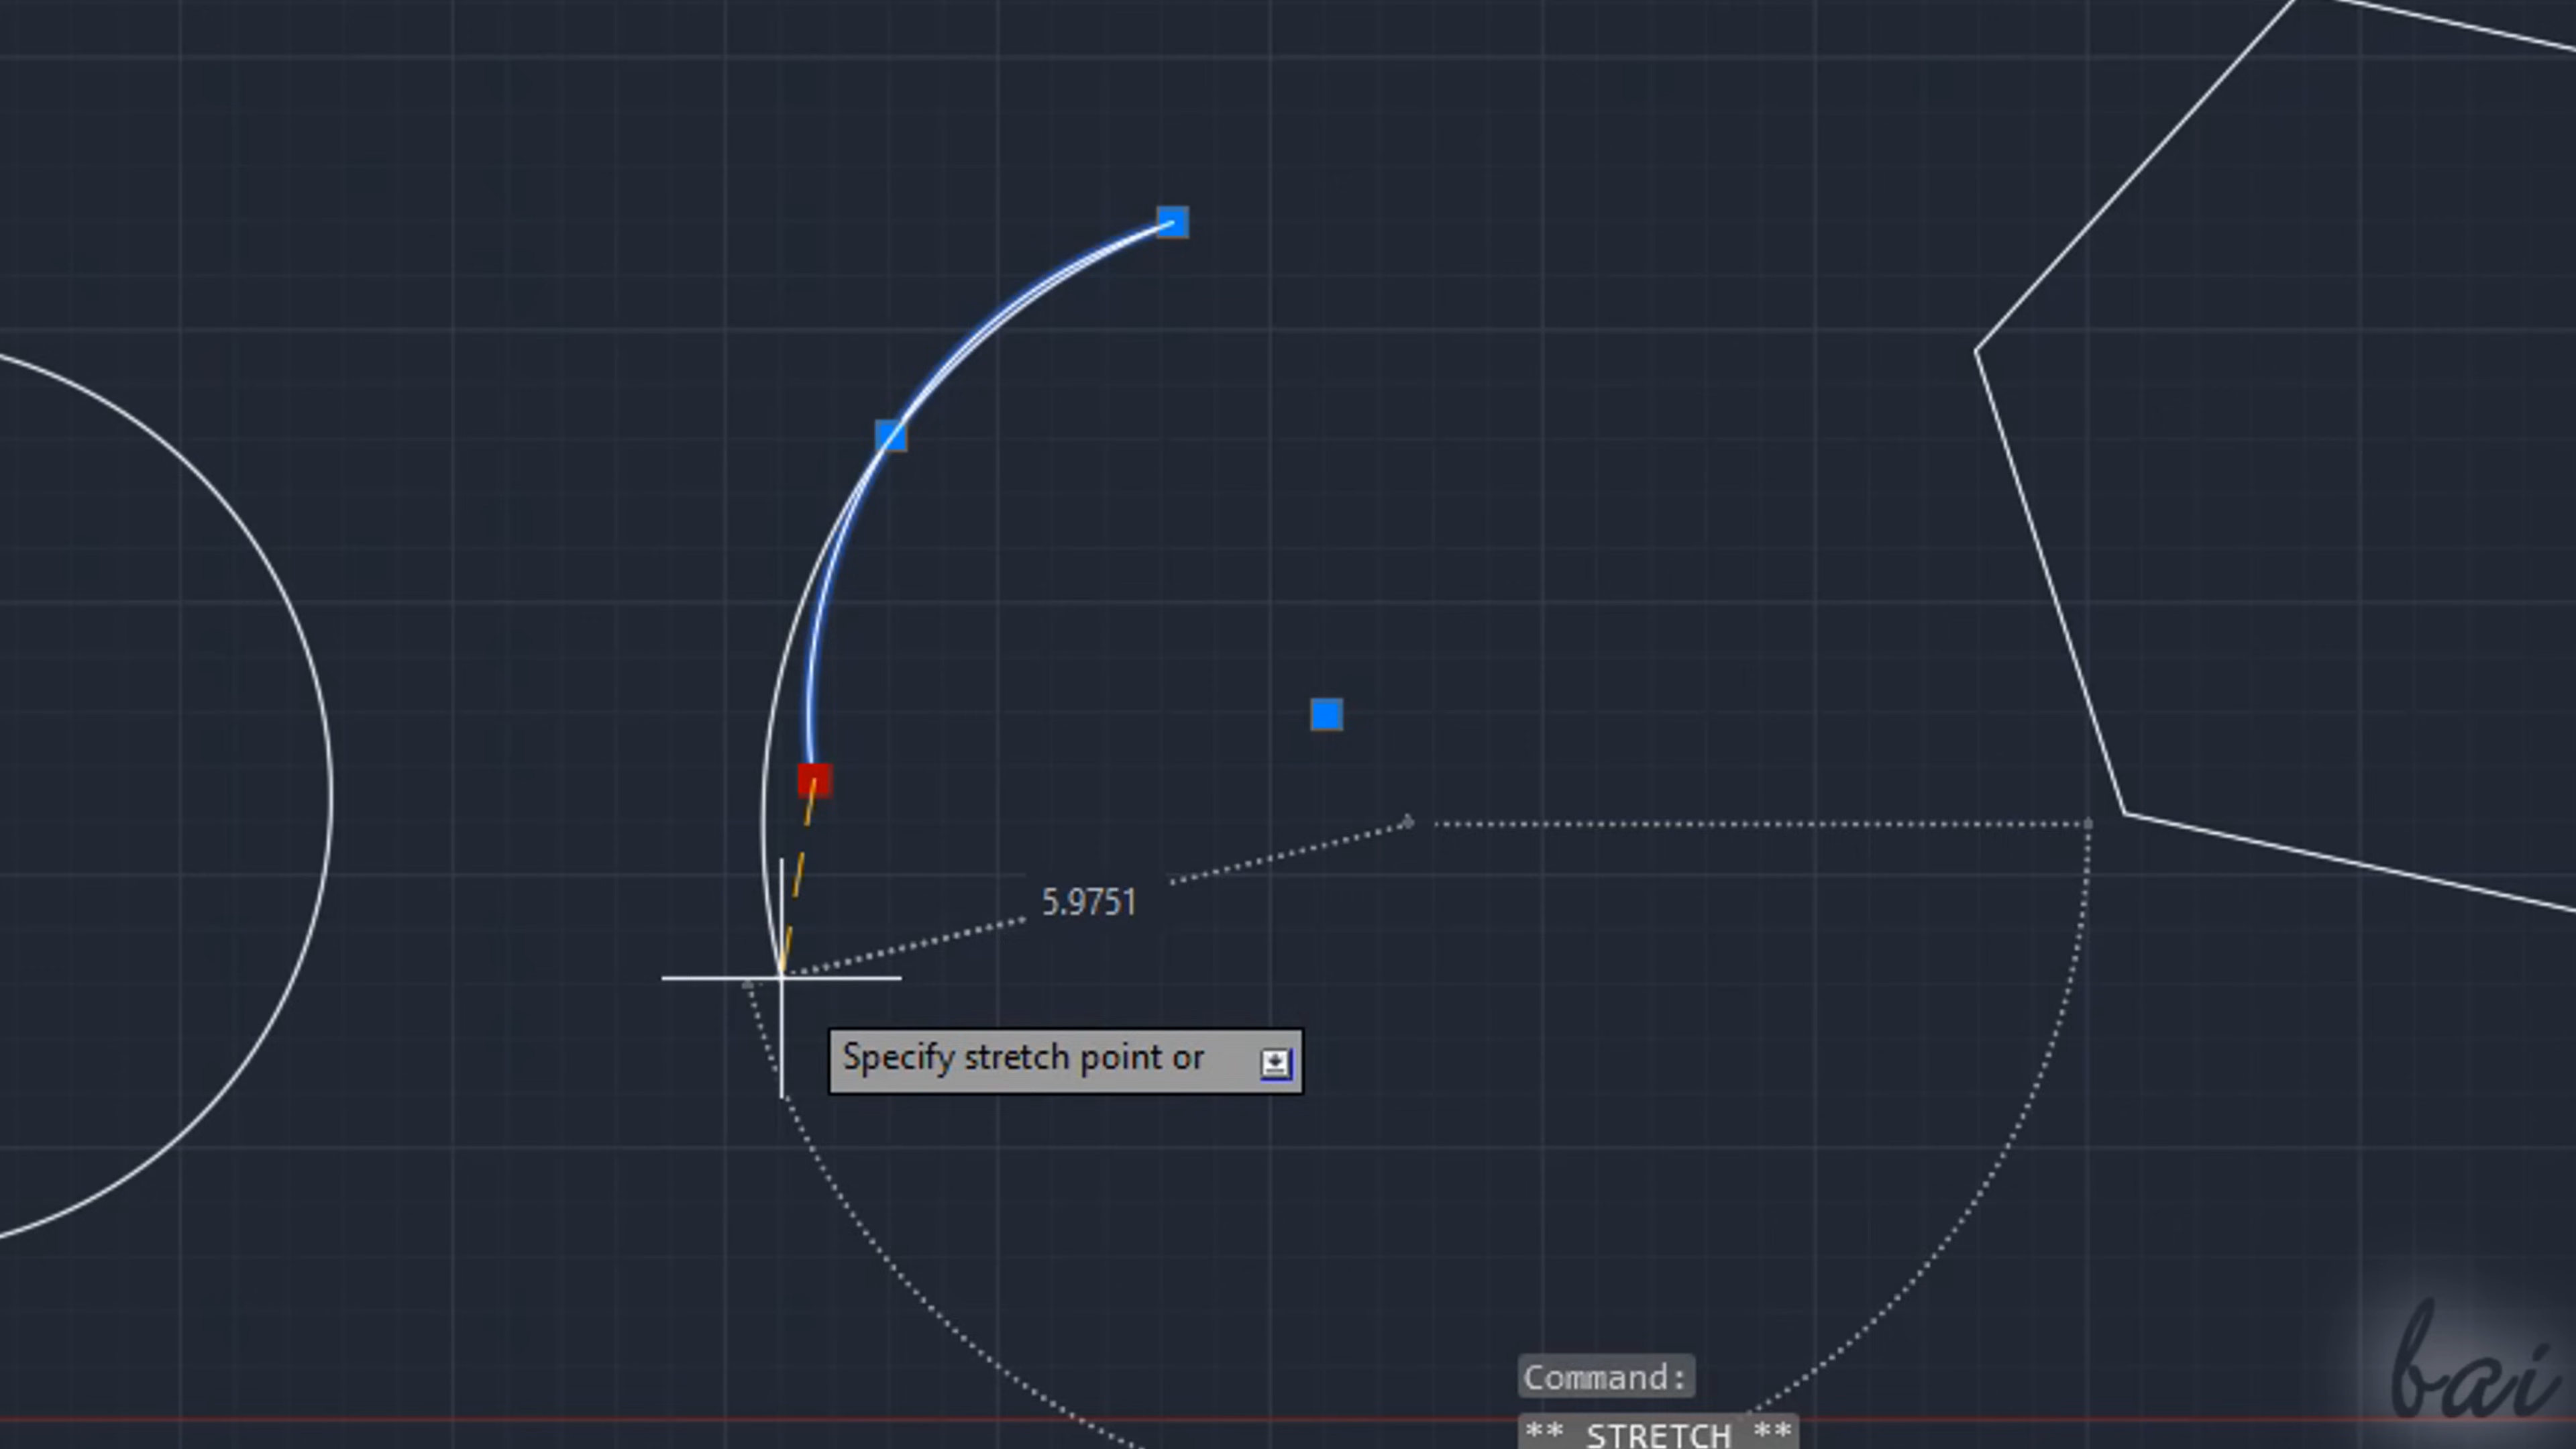 5.9751
Specify stretch point or
Command:
** STRETCH **
bai